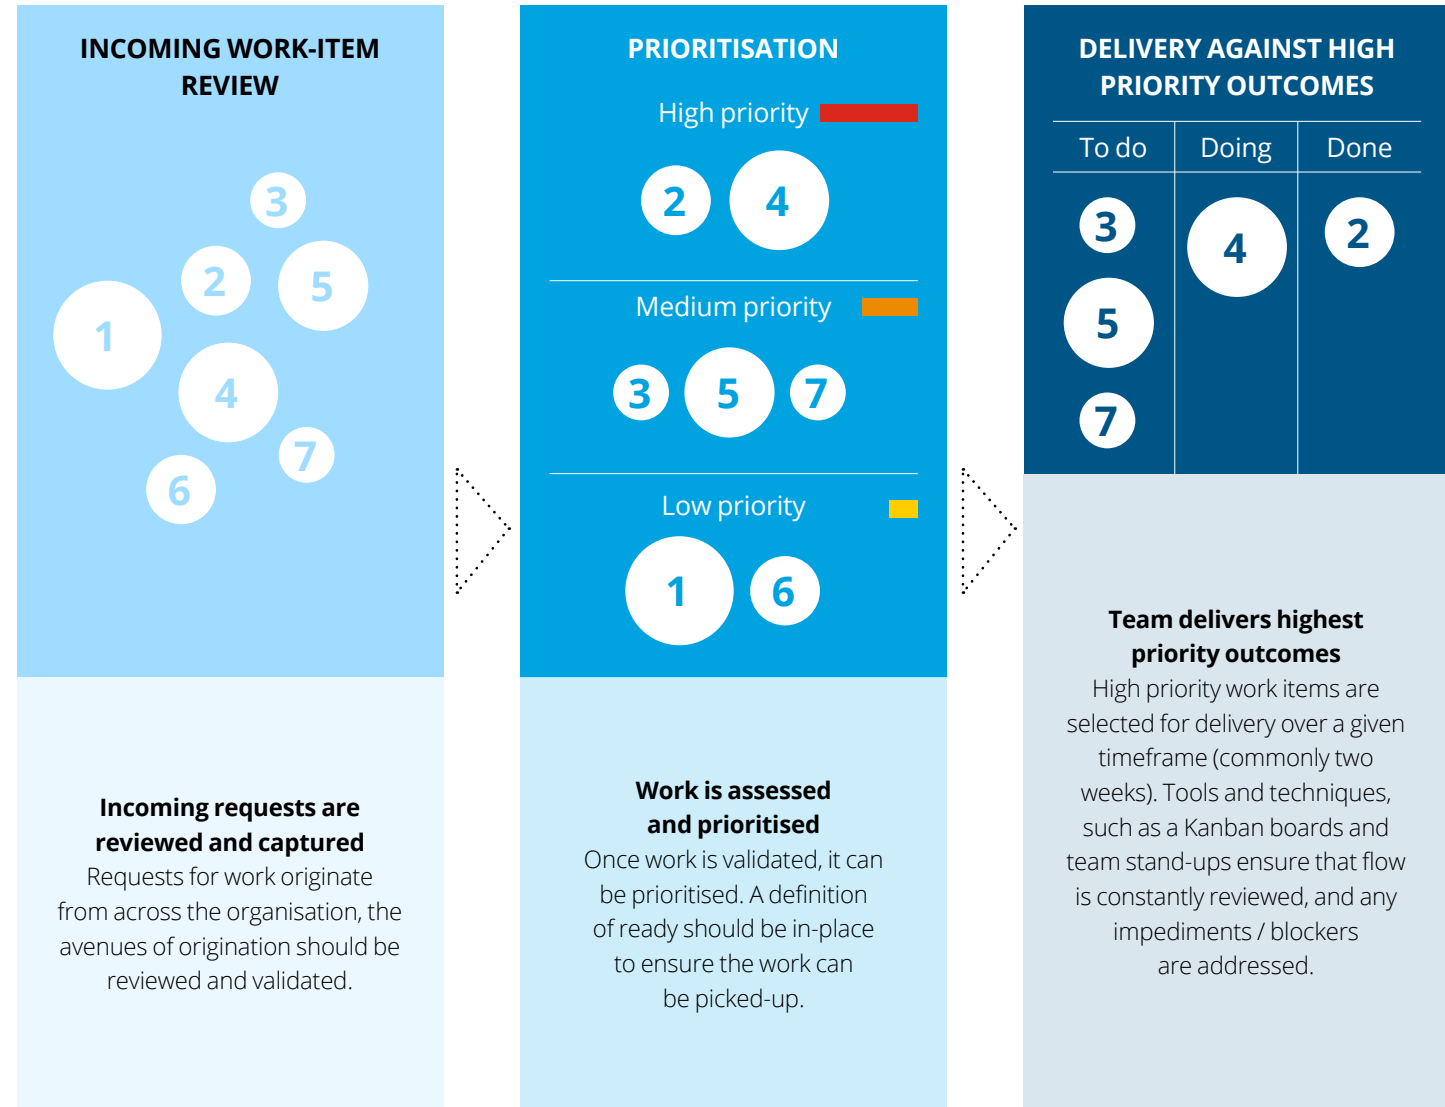 INCOMING WORK-ITEM
REVIEW
3
2
5
1
4
7
6
Incoming requests are
reviewed and captured
Requests for work originate
from across the organisation, the
avenues of origination should be
reviewed and validated.
PRIORITISATION
High priority
2 4
Medium priority
3 5 7
Low priority
1 6
Work is assessed
and prioritised
Once work is validated, it can
be prioritised. A definition
of ready should be in-place
to ensure the work can
be picked-up.
DELIVERY AGAINST HIGH
PRIORITY OUTCOMES
To do Doing Done
3 4 2
5
7
Team delivers highest
priority outcomes
High priority work items are
selected for delivery over a given
timeframe (commonly two
weeks). Tools and techniques,
such as a Kanban boards and
team stand-ups ensure that flow
is constantly reviewed, and any
impediments / blockers
are addressed.